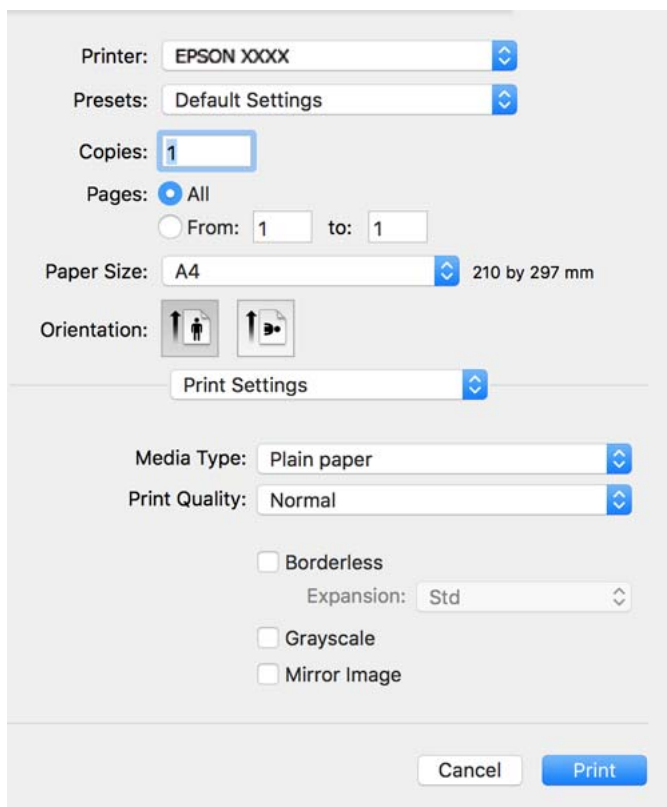 Printer: EPSON XXXX
Presets: Default Settings
Copies: 1
Pages: All
From: 1 to: 1
Paper Size: A4 210 by 297 mm
Orientation:
Print Settings
Media Type: Plain paper
Print Quality: Normal
Borderless
Expansion: Std
Grayscale
Mirror Image
Cancel Print